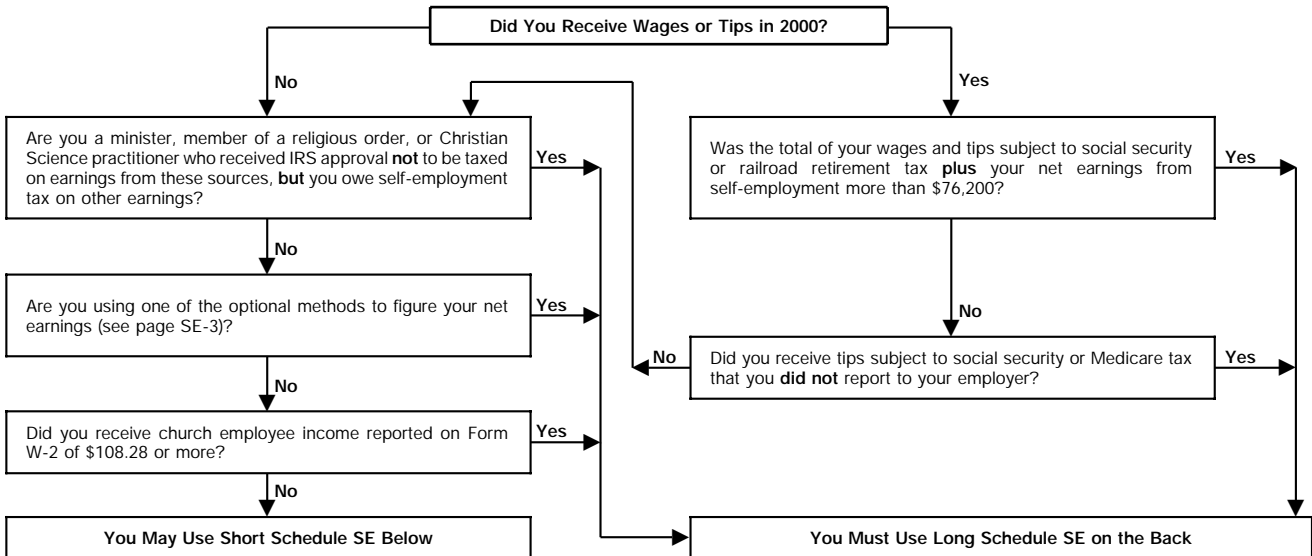 Did You Receive Wages or Tips in 2000?
No
Yes
Are you a minister, member of a religious order, or Christian
Science practitioner who received IRS approval not to be taxed
on earnings from these sources, but you owe self-employment
tax on other earnings?
Yes
Was the total of your wages and tips subject to social security
or railroad retirement tax plus your net earnings from
self-employment more than $76,200?
Yes
No
Are you using one of the optional methods to figure your net
earnings (see page SE-3)?
Yes
No
Did you receive tips subject to social security or Medicare tax
that you did not report to your employer?
No
Yes
No
Did you receive church employee income reported on Form
W-2 of $108.28 or more?
Yes
No
You May Use Short Schedule SE Below
You Must Use Long Schedule SE on the Back